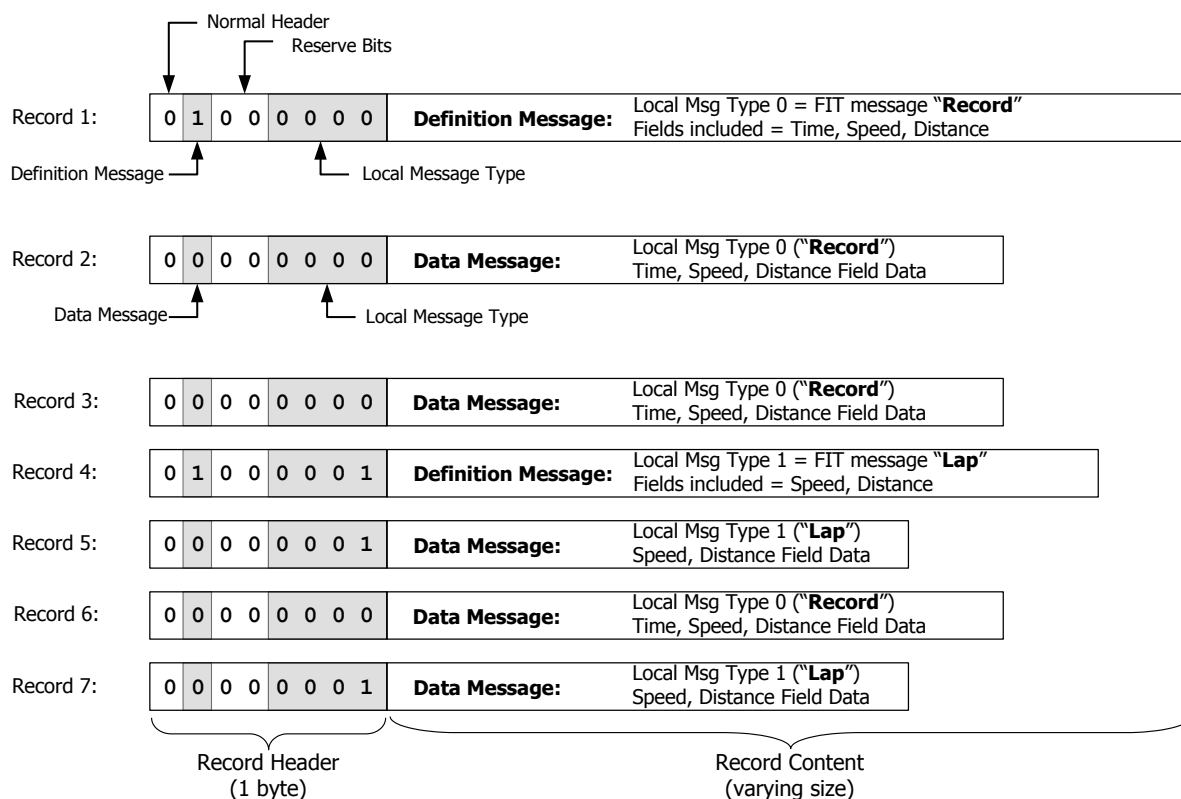 Normal Header
Reserve Bits
Record 1: 0 1 0 0 0 0 0 0 Definition Message: Local Msg Type 0 = FIT message “Record”
Fields included = Time, Speed, Distance
Definition Message Local Message Type
Record 2: 0 0 0 0 0 0 0 0 Data Message: Local Msg Type 0 (“Record”)
Time, Speed, Distance Field Data
Data Message Local Message Type
Record 3: 0 0 0 0 0 0 0 0 Data Message: Local Msg Type 0 (“Record”)
Time, Speed, Distance Field Data
Record 4: 0 1 0 0 0 0 0 1 Definition Message: Local Msg Type 1 = FIT message “Lap”
Fields included = Speed, Distance
Record 5: 0 0 0 0 0 0 0 1 Data Message: Local Msg Type 1 (“Lap”)
Speed, Distance Field Data
Record 6: 0 0 0 0 0 0 0 0 Data Message: Local Msg Type 0 (“Record”)
Time, Speed, Distance Field Data
Record 7: 0 0 0 0 0 0 0 1 Data Message: Local Msg Type 1 (“Lap”)
Speed, Distance Field Data
Record Header Record Content
(1 byte) (varying size)